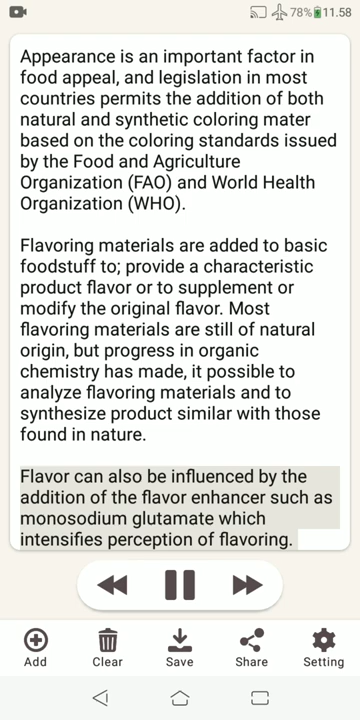 78% 11.58
Appearance is an important factor in
food appeal, and legislation in most
countries permits the addition of both
natural and synthetic coloring mater
based on the coloring standards issued
by the Food and Agriculture
Organization (FAO) and World Health
Organization (WHO).
Flavoring materials are added to basic
foodstuff to; provide a characteristic
product flavor or to supplement or
modify the original flavor. Most
flavoring materials are still of natural
origin, but progress in organic
chemistry has made, it possible to
analyze flavoring materials and to
synthesize product similar with those
found in nature.
Flavor can also be influenced by the
addition of the flavor enhancer such as
monosodium glutamate which
intensifies perception of flavoring.
Add Clear Save Share Setting